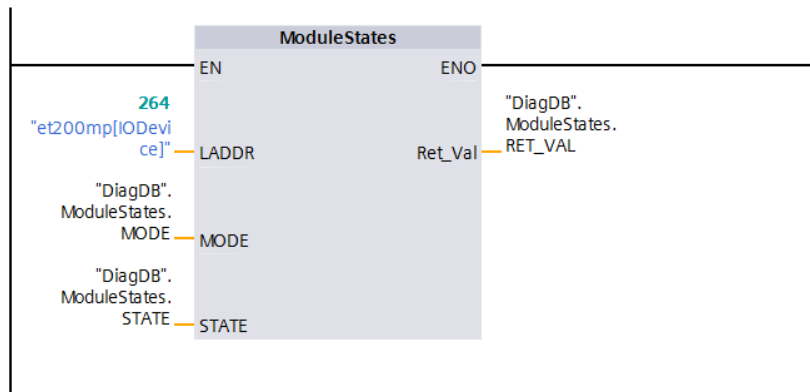 ModuleStates
EN
ENO
264
"et200mp[IODevi
ce]"
LADDR
Ret_Val
"DiagDB".
ModuleStates.
RET_VAL
"DiagDB".
ModuleStates.
MODE
MODE
"DiagDB".
ModuleStates.
STATE
STATE